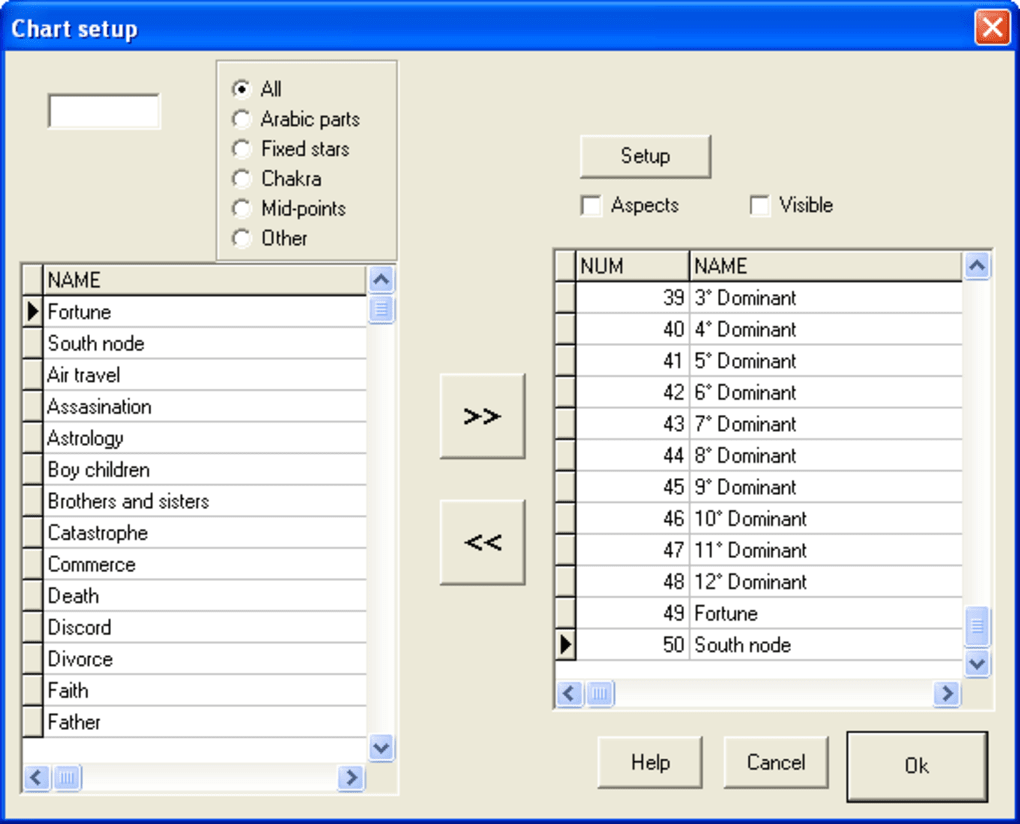 Chart setup
All
Arabic parts
Fixed stars
Chakra
Mid-points
Other
Setup
Aspects
Visible
NAME
Fortune
South node
Air travel
Assasination
Astrology
Boy children
Brothers and sisters
Catastrophe
Commerce
Death
Discord
Divorce
Faith
Father
>>
<<
NUM NAME
39 3° Dominant
40 4° Dominant
41 5° Dominant
42 6° Dominant
43 7° Dominant
44 8° Dominant
45 9° Dominant
46 10° Dominant
47 11° Dominant
48 12° Dominant
49 Fortune
50 South node
Help
Cancel
Ok